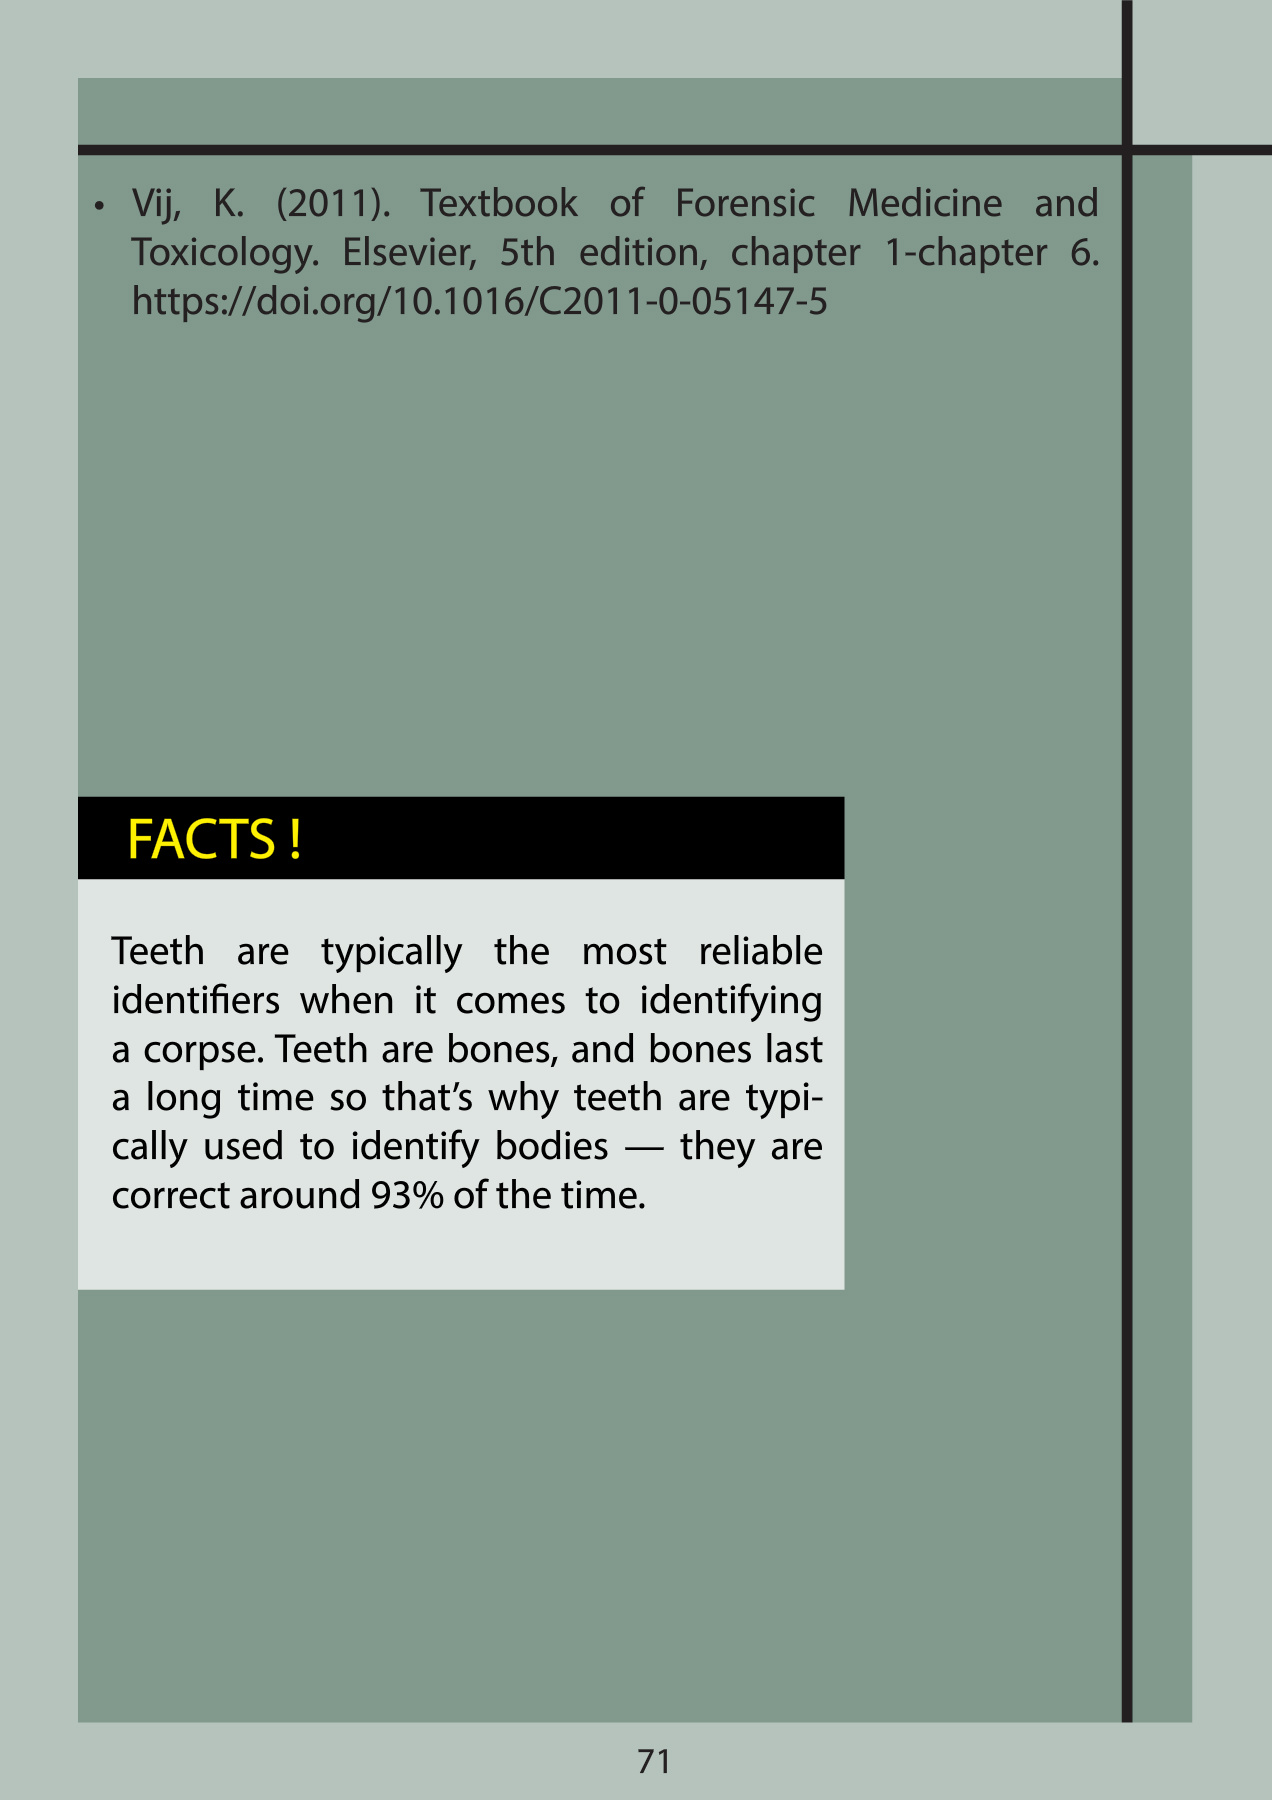 • Vij, K. (2011). Textbook of Forensic Medicine and
Toxicology. Elsevier, 5th edition, chapter 1-chapter 6.
https://doi.org/10.1016/C2011-0-05147-5
FACTS !
Teeth are typically the most reliable
identifiers when it comes to identifying
a corpse. Teeth are bones, and bones last
a long time so that’s why teeth are typi-
cally used to identify bodies — they are
correct around 93% of the time.
71